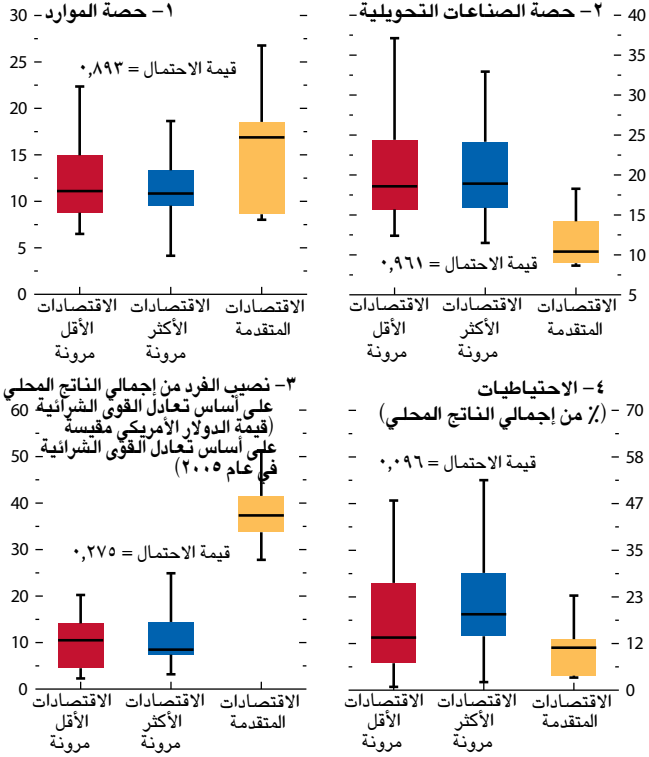 ١– حصة الموارد
30
25
20
15
10
5
0
قيمة الاحتمال = ٠,٨٩٣
الاقتصادات الأقل مرونة
الاقتصادات الأكثر مرونة
الاقتصادات المتقدمة
٢– حصة الصناعات التحويلية
40
35
30
25
20
15
10
5
قيمة الاحتمال = ٠,٩٦١
الاقتصادات الأقل مرونة
الاقتصادات الأكثر مرونة
الاقتصادات المتقدمة
٣– نصيب الفرد من إجمالي الناتج المحلي
على أساس تعادل القوى الشرائية
(قيمة الدولار الأمريكي مقيسة
على أساس تعادل القوى الشرائية
في عام ٢٠٠٥)
60
50
40
30
20
10
0
قيمة الاحتمال = ٠,٢٧٥
الاقتصادات الأقل مرونة
الاقتصادات الأكثر مرونة
الاقتصادات المتقدمة
٤– الاحتياطيات
(٪ من إجمالي الناتج المحلي)
70
58
47
35
23
12
0
قيمة الاحتمال = ٠,٠٩٦
الاقتصادات الأقل مرونة
الاقتصادات الأكثر مرونة
الاقتصادات المتقدمة